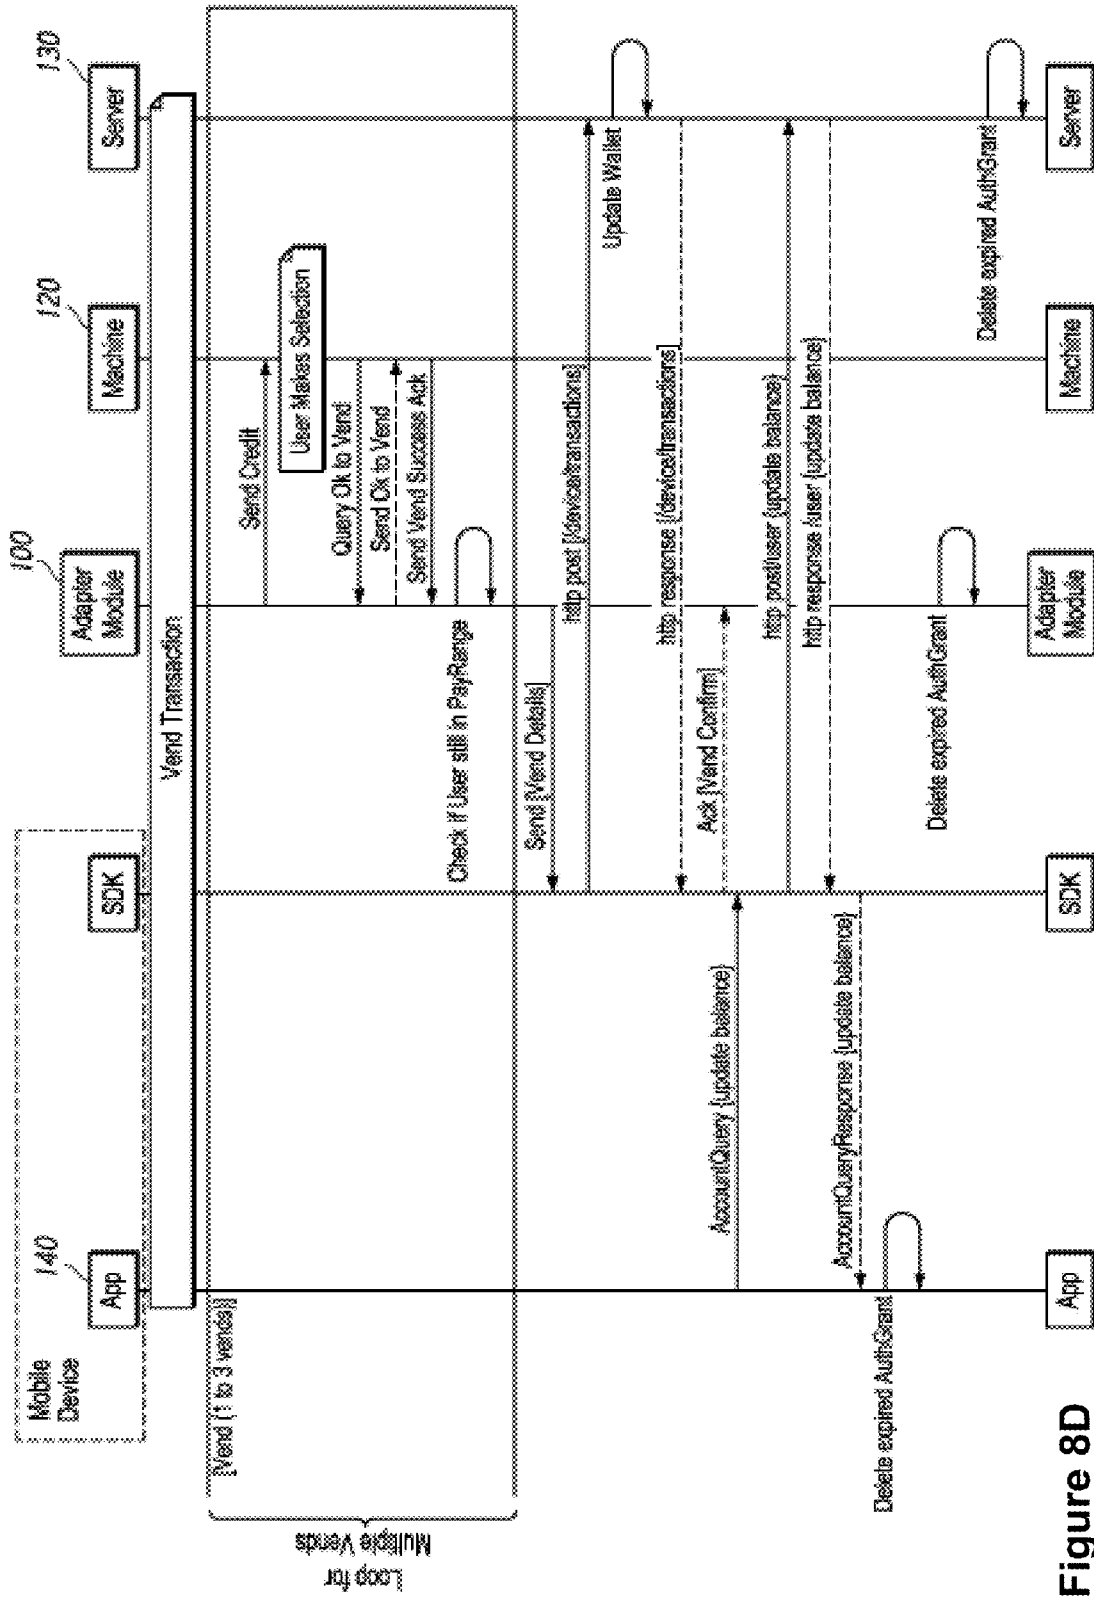 Mobile
Device
140
App
SDK
100
Adapter
Module
120
Machine
130
Server
Vend Transaction
Loop for
Multiple Vends
[Vend (1 to 3 vends)]
Send Credit
User Makes Selection
Query Ok to Vend
Send Ok to Vend
Send Vend Success Ack
Check if User still in PayRange
Send [Vend Details]
http post [/device/transactions]
Update Wallet
http response [/device/transactions]
Ack [Vend Confirm]
AccountQuery {update balance}
http post/user {update balance}
http response /user {update balance}
AccountQueryResponse {update balance}
Delete expired AuthGrant
Delete expired AuthGrant
Delete expired AuthGrant
App
SDK
Adapter
Module
Machine
Server
Figure 8D